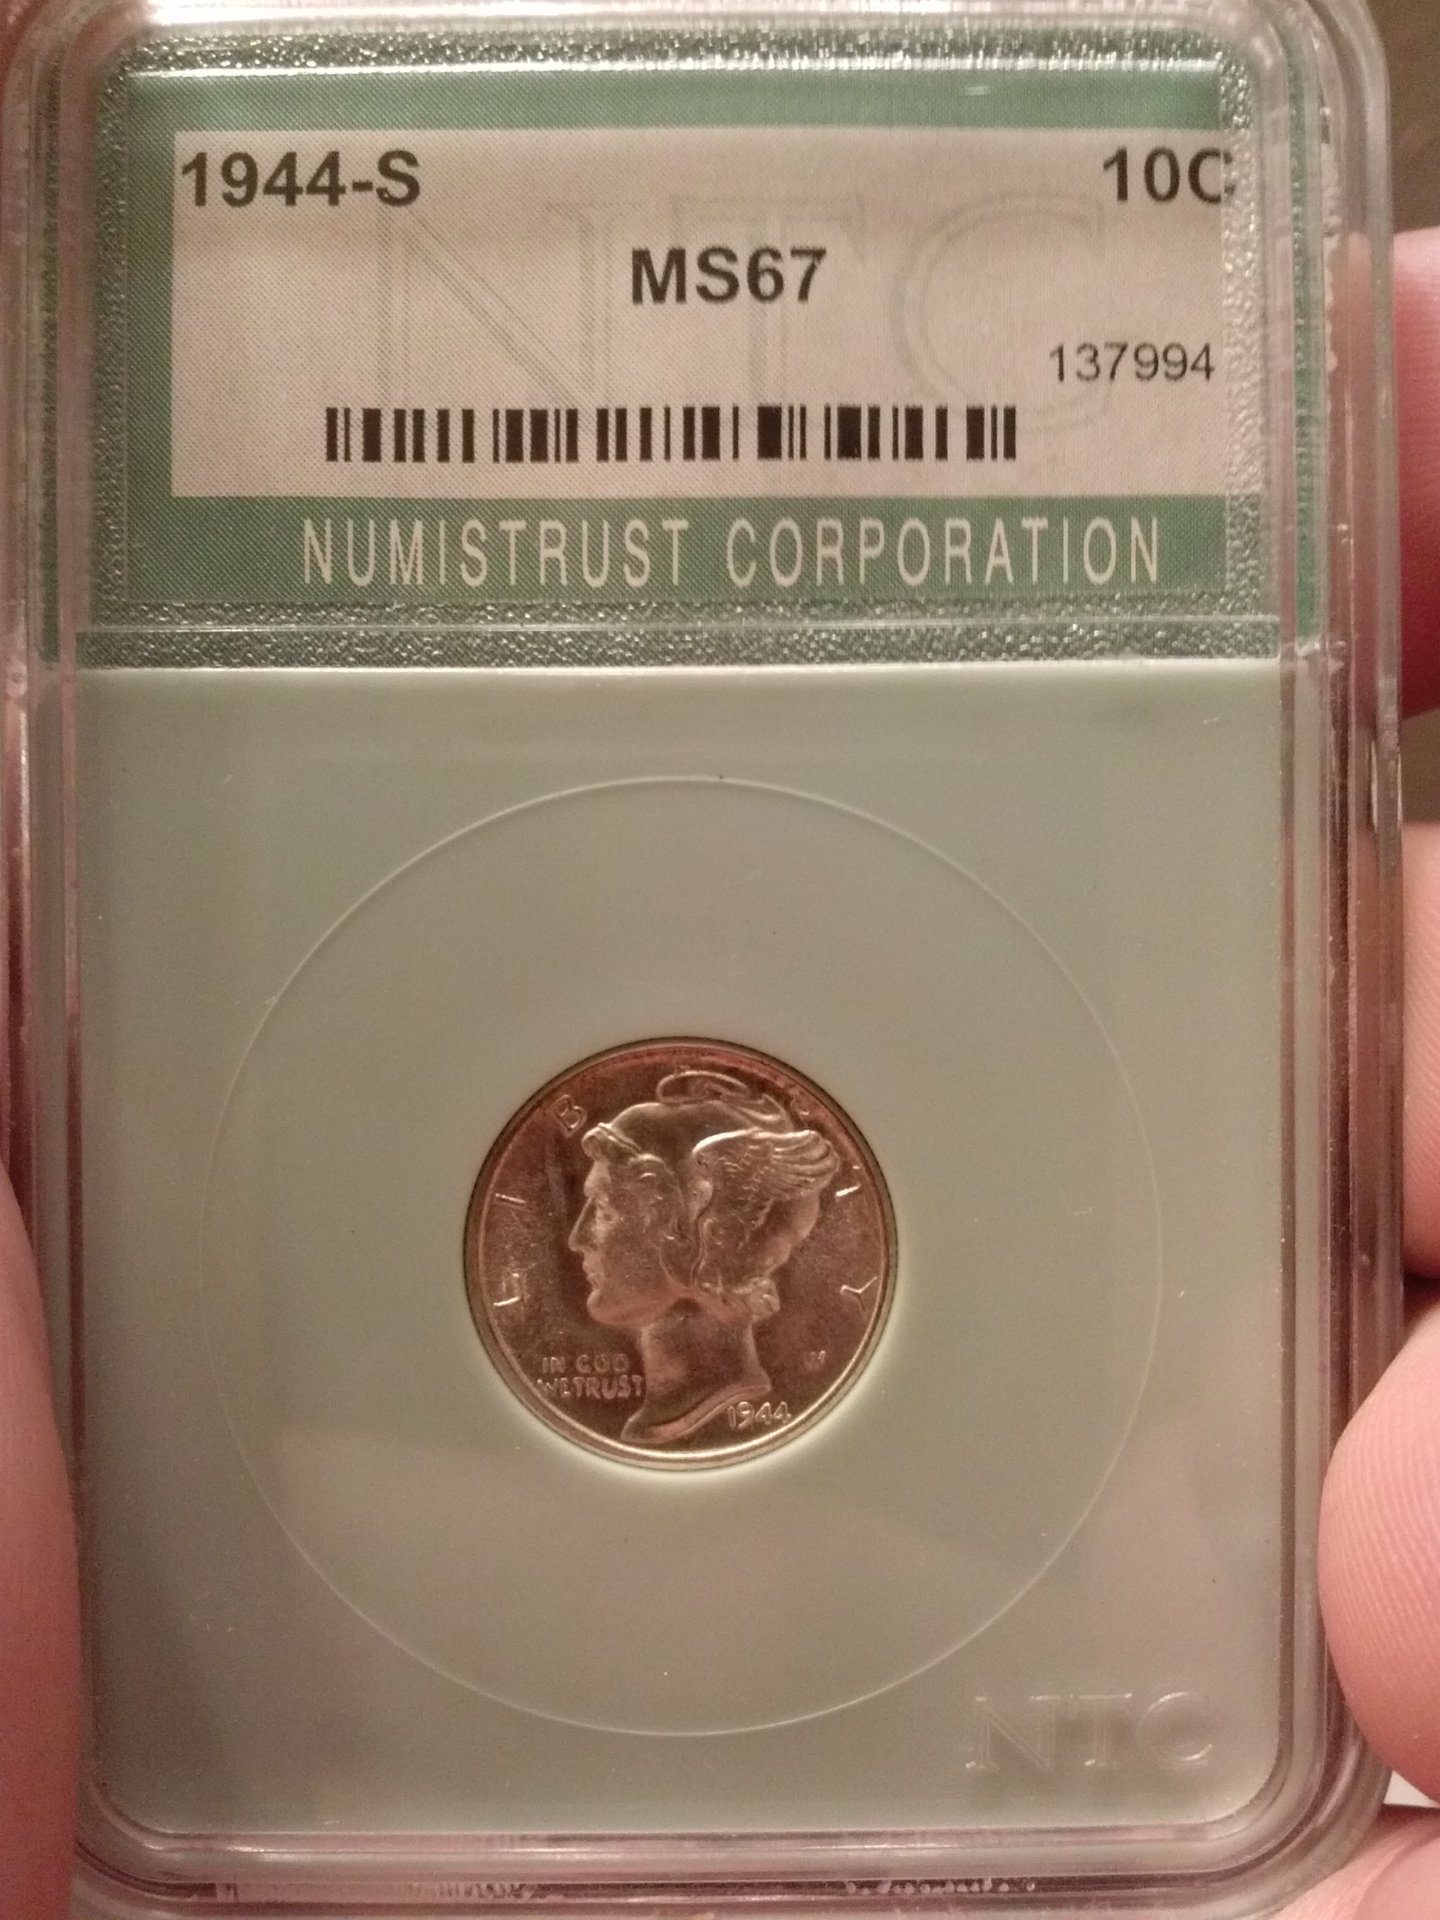 1944-S 10C
MS67
137994
NUMISTRUST CORPORATION
LIBERTY
IN GOD
WE TRUST
W
1944
NTC